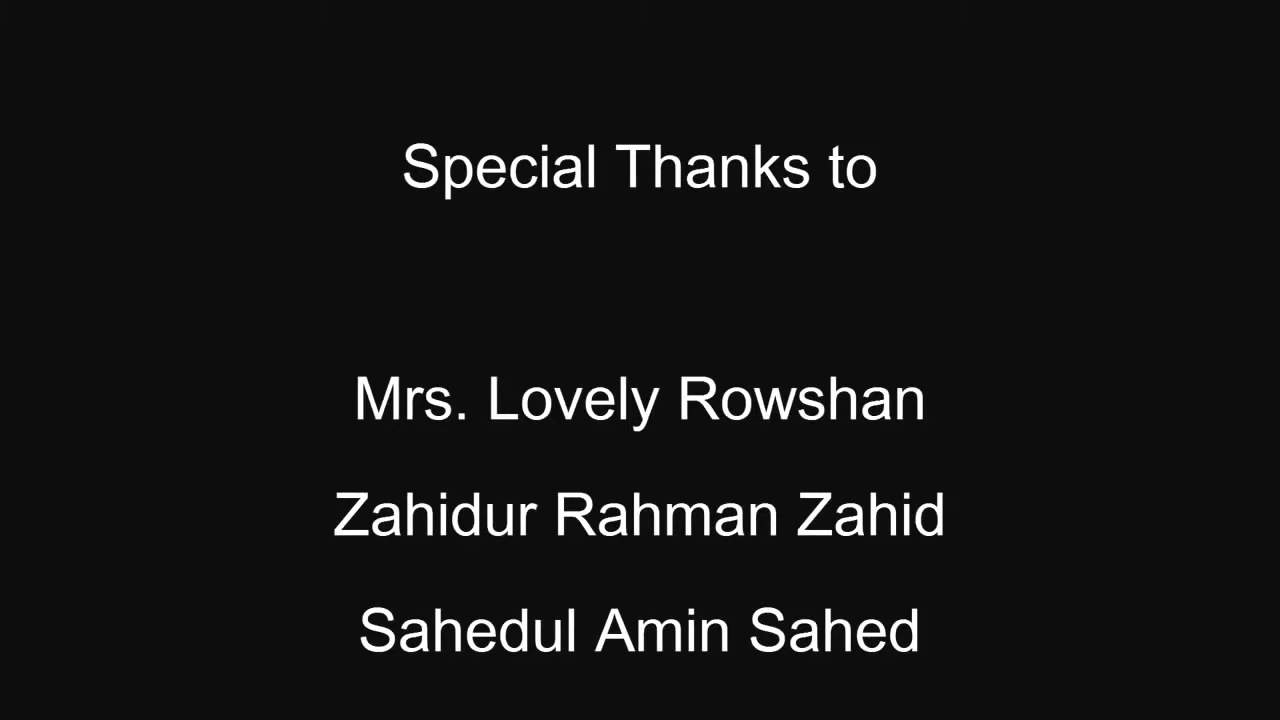 Special Thanks to
Mrs. Lovely Rowshan
Zahidur Rahman Zahid
Sahedul Amin Sahed